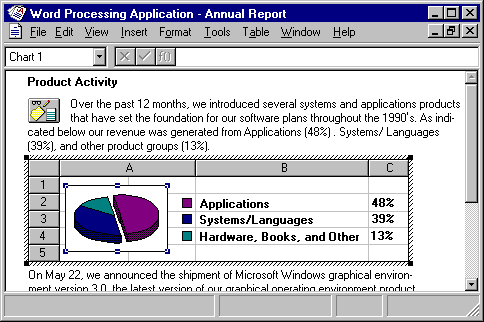 Word Processing Application - Annual Report
File Edit View Insert Format Tools Table Window Help
Chart 1
Product Activity
Over the past 12 months, we introduced several systems and applications products
that have set the foundation for our software plans throughout the 1990's. As indi-
cated below our revenue was generated from Applications (48%) . Systems/ Languages
(39%), and other product groups (13%).
A B C
1
2 Applications 48%
3 Systems/Languages 39%
4 Hardware, Books, and Other 13%
5
On May 22, we announced the shipment of Microsoft Windows graphical environ-
ment version 3.0, the latest version of our graphical operating environment product